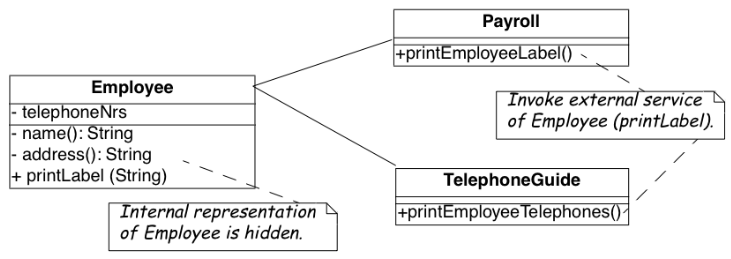 Payroll
+printEmployeeLabel()
Employee
- telephoneNrs
- name(): String
- address(): String
+ printLabel (String)
Invoke external service
of Employee (printLabel).
TelephoneGuide
+printEmployeeTelephones()
Internal representation
of Employee is hidden.